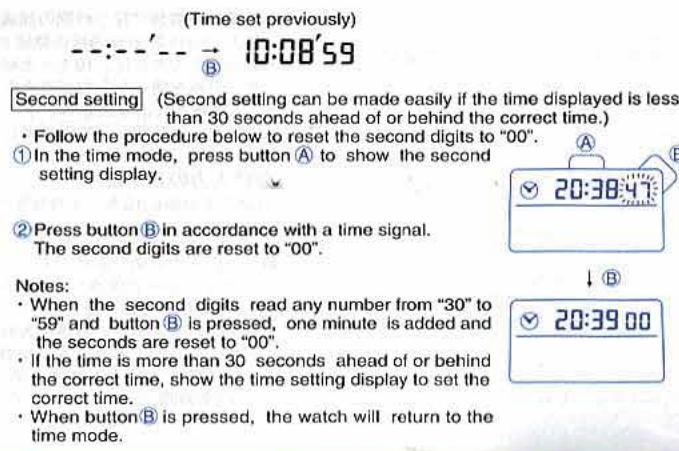 (Time set previously)
--:--'-- → 10:08'59
Ⓑ
Second setting (Second setting can be made easily if the time displayed is less
than 30 seconds ahead of or behind the correct time.)
・Follow the procedure below to reset the second digits to "00".
① In the time mode, press button Ⓐ to show the second
setting display.
Ⓐ
Ⓑ
20:38 47
② Press button Ⓑ in accordance with a time signal.
The second digits are reset to "00".
↓ Ⓑ
20:39 00
Notes:
・When the second digits read any number from "30" to
"59" and button Ⓑ is pressed, one minute is added and
the seconds are reset to "00".
・If the time is more than 30 seconds ahead of or behind
the correct time, show the time setting display to set the
correct time.
・When button Ⓑ is pressed, the watch will return to the
time mode.